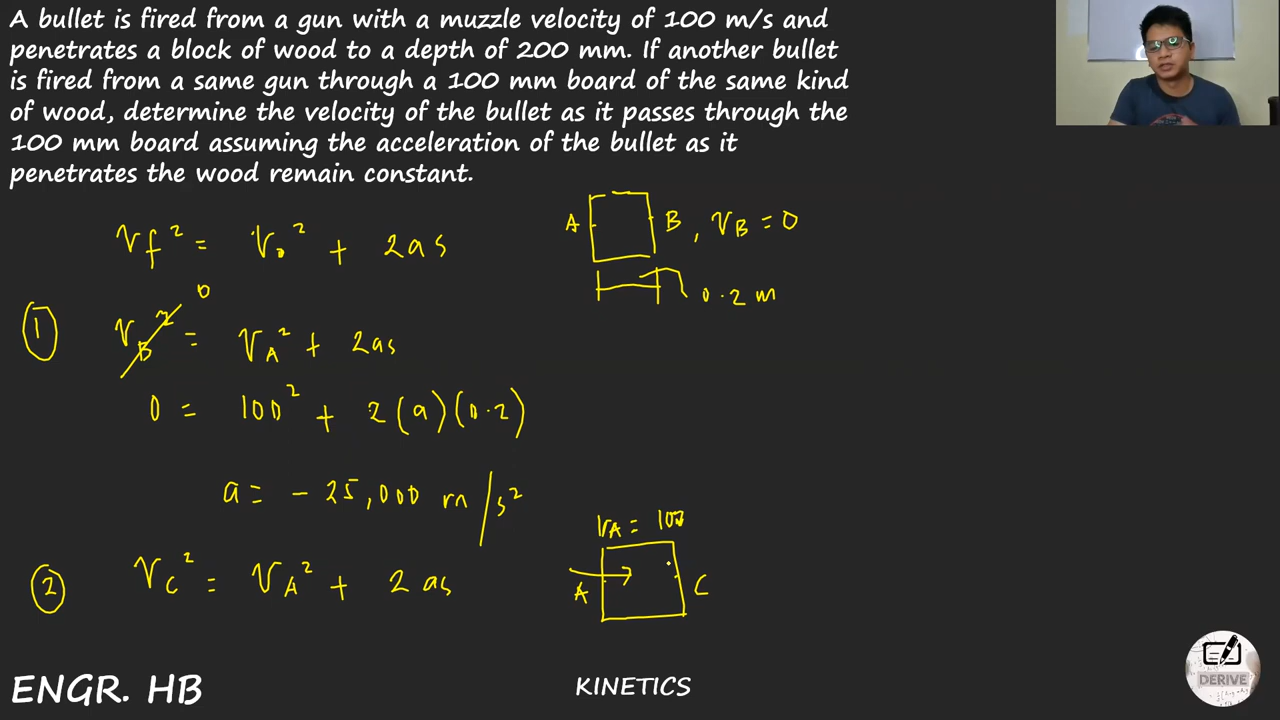 A bullet is fired from a gun with a muzzle velocity of 100 m/s and
penetrates a block of wood to a depth of 200 mm. If another bullet
is fired from a same gun through a 100 mm board of the same kind
of wood, determine the velocity of the bullet as it passes through the
100 mm board assuming the acceleration of the bullet as it
penetrates the wood remain constant.
Vf² = V₀² + 2as
A B, VB = 0
0.2 m
① VB² 0 = VA² + 2as
0 = 100² + 2(a)(0.2)
a = -25,000 m/s²
VA = 100
② VC² = VA² + 2as
A C
ENGR. HB
KINETICS
DERIVE